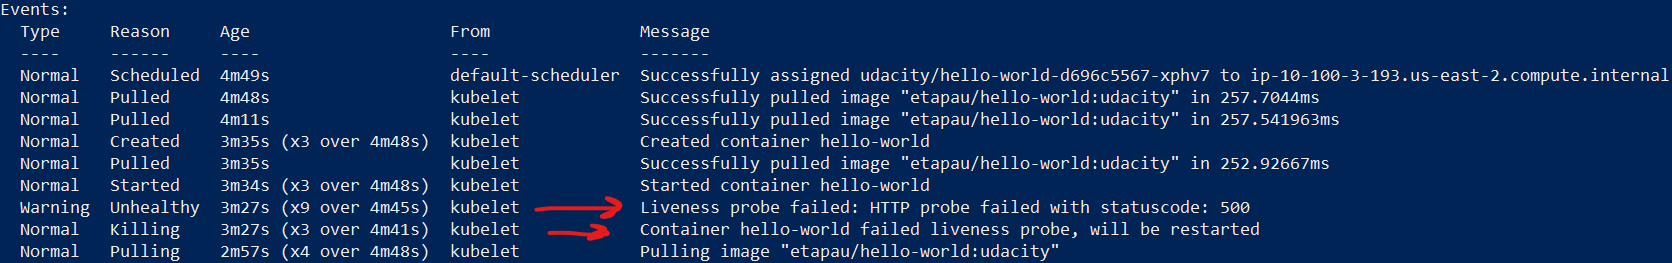 Events:
  Type     Reason     Age                    From               Message
  ----     ------     ----                   ----               -------
  Normal   Scheduled  4m49s                  default-scheduler  Successfully assigned udacity/hello-world-d696c5567-xphv7 to ip-10-100-3-193.us-east-2.compute.internal
  Normal   Pulled     4m48s                  kubelet            Successfully pulled image "etapau/hello-world:udacity" in 257.7044ms
  Normal   Pulled     4m11s                  kubelet            Successfully pulled image "etapau/hello-world:udacity" in 257.541963ms
  Normal   Created    3m35s (x3 over 4m48s)  kubelet            Created container hello-world
  Normal   Pulled     3m35s                  kubelet            Successfully pulled image "etapau/hello-world:udacity" in 252.92667ms
  Normal   Started    3m34s (x3 over 4m48s)  kubelet            Started container hello-world
  Warning  Unhealthy  3m27s (x9 over 4m45s)  kubelet            Liveness probe failed: HTTP probe failed with statuscode: 500
  Normal   Killing    3m27s (x3 over 4m41s)  kubelet            Container hello-world failed liveness probe, will be restarted
  Normal   Pulling    2m57s (x4 over 4m48s)  kubelet            Pulling image "etapau/hello-world:udacity"